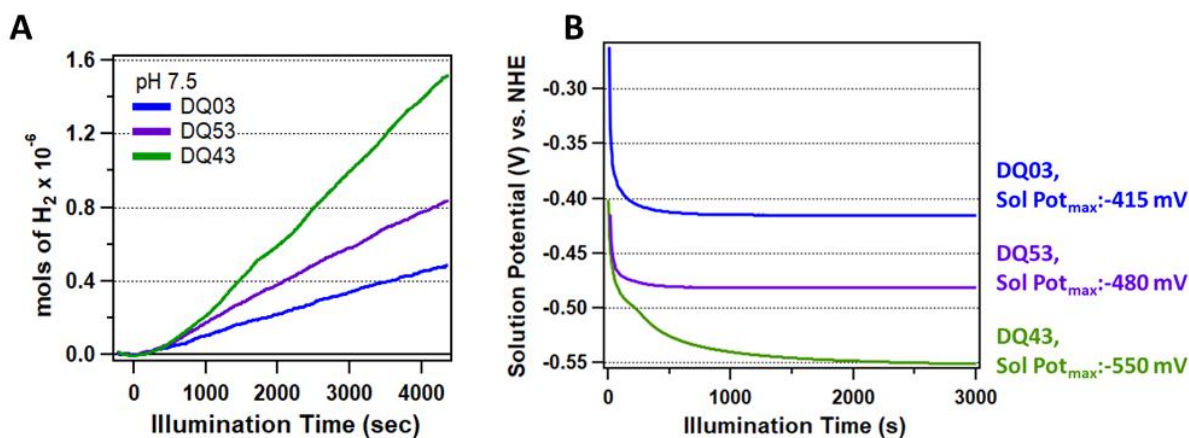 A
mols of H₂ x 10⁻⁶
1.6
1.2
0.8
0.4
0.0
pH 7.5
DQ03
DQ53
DQ43
0
1000
2000
3000
4000
Illumination Time (sec)
B
Solution Potential (V) vs. NHE
-0.30
-0.35
-0.40
-0.45
-0.50
-0.55
0
1000
2000
3000
Illumination Time (s)
DQ03,
Sol Potₘₐₓ:-415 mV
DQ53,
Sol Potₘₐₓ:-480 mV
DQ43,
Sol Potₘₐₓ:-550 mV